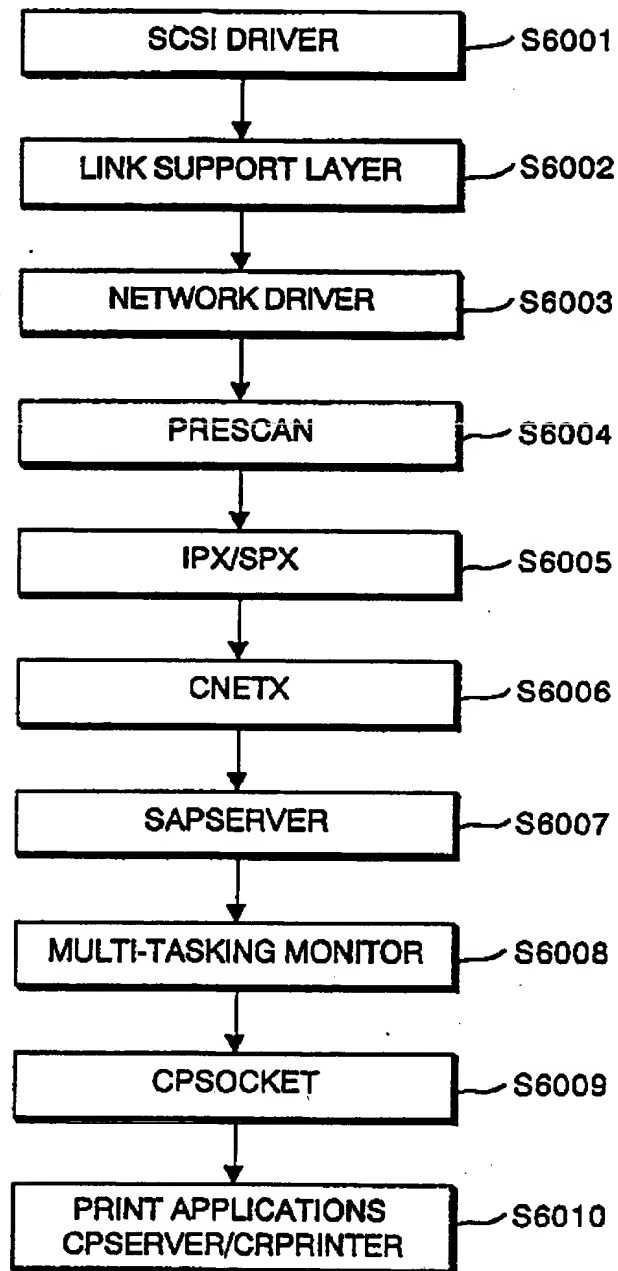 SCSI DRIVER S6001
LINK SUPPORT LAYER S6002
NETWORK DRIVER S6003
PRESCAN S6004
IPX/SPX S6005
CNETX S6006
SAPSERVER S6007
MULTI-TASKING MONITOR S6008
CPSOCKET S6009
PRINT APPLICATIONS S6010
CPSERVER/CRPRINTER